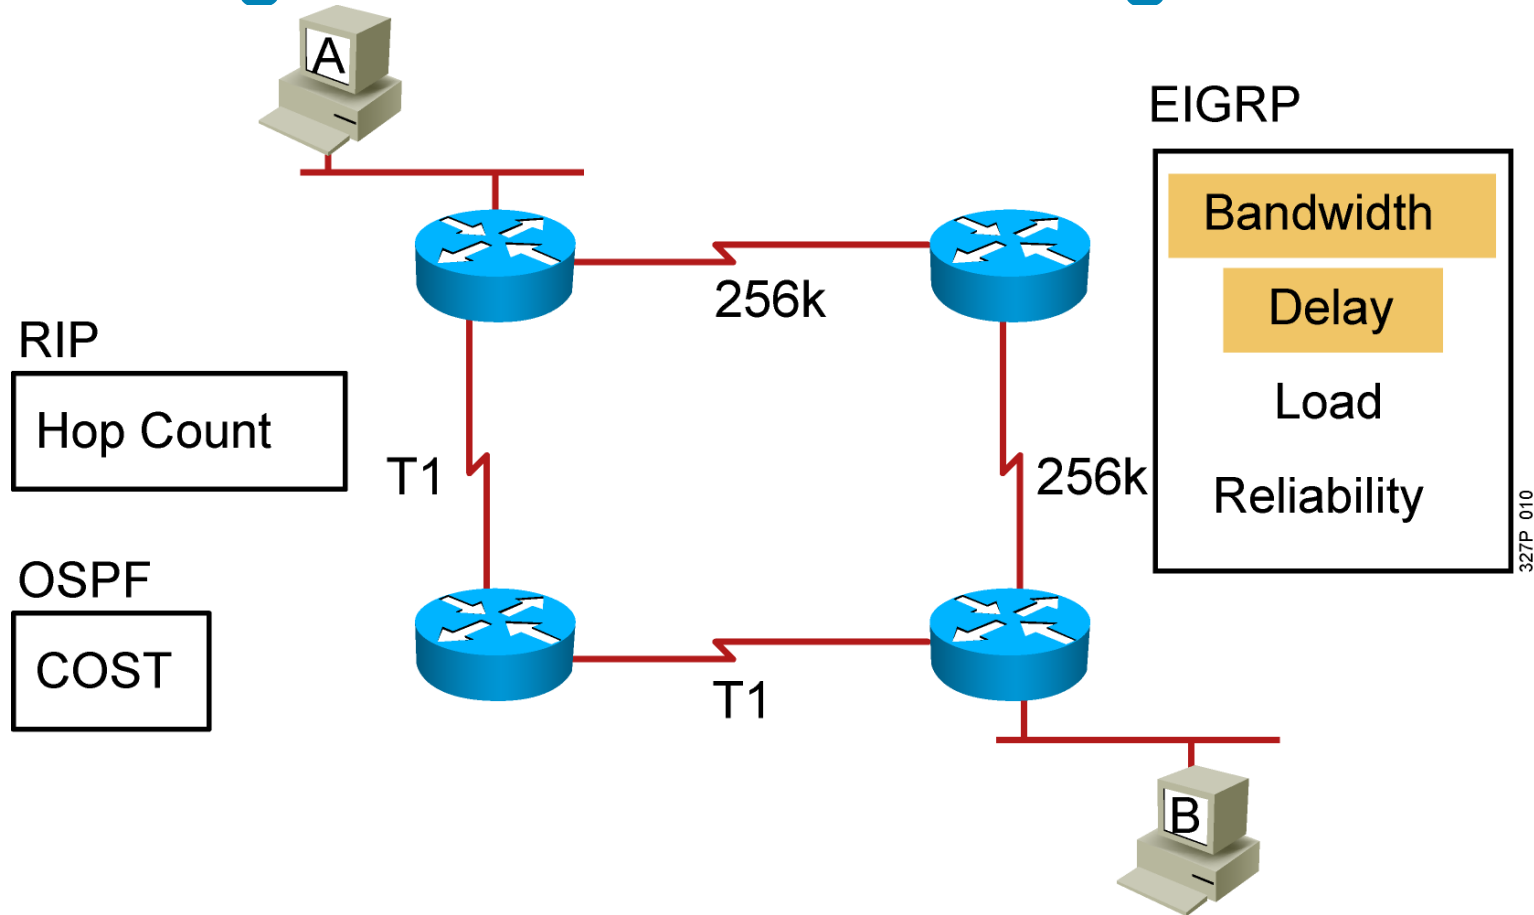 A
EIGRP
Bandwidth
256k
Delay
RIP
Load
Hop Count
T1
256k
Reliability
327P_010
OSPF
COST
T1
B